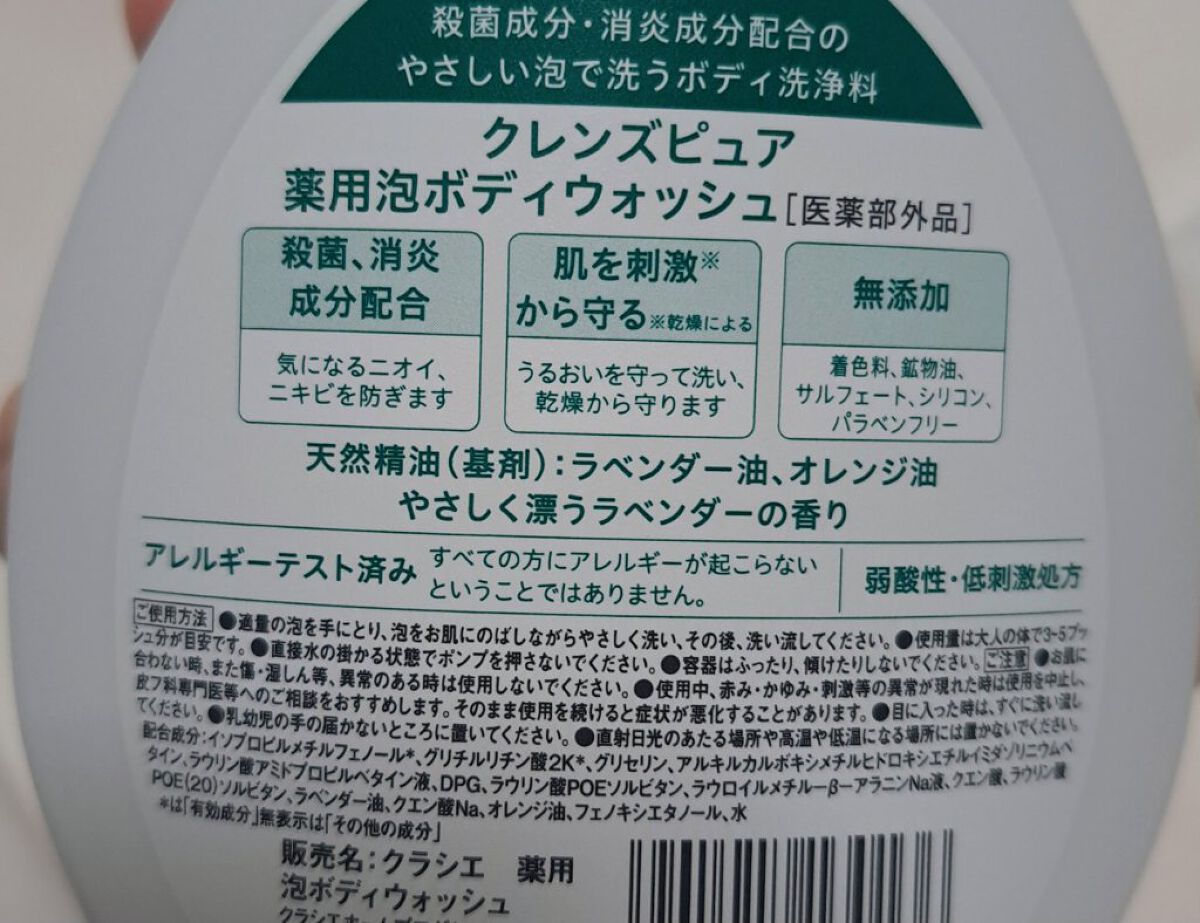 殺菌成分・消炎成分配合の
やさしい泡で洗うボディ洗浄料
クレンズピュア
薬用泡ボディウォッシュ[医薬部外品]
殺菌、消炎
成分配合
気になるニオイ、
ニキビを防ぎます
肌を刺激※
から守る※乾燥による
うるおいを守って洗い、
乾燥から守ります
無添加
着色料、鉱物油、
サルフェート、シリコン、
パラベンフリー
天然精油(基剤):ラベンダー油、オレンジ油
やさしく漂うラベンダーの香り
アレルギーテスト済み
すべての方にアレルギーが起こらない
ということではありません。
弱酸性・低刺激処方
ご使用方法 ●適量の泡を手にとり、泡をお肌にのばしながらやさしく洗い、その後、洗い流してください。●使用量は大人の体で3~5プッ
シュ分が目安です。●直接水の掛かる状態でポンプを押さないでください。●容器はふったり、傾けたりしないでください。ご注意 ●お肌に
合わない時、また傷・湿しん等、異常のある時は使用しないでください。●使用中、赤み・かゆみ・刺激等の異常が現れた時は使用を中止し、
皮フ科専門医等へのご相談をおすすめします。そのまま使用を続けると症状が悪化することがあります。●目に入った時は、すぐに洗い流し
てください。●乳幼児の手の届かないところに置いてください。●直射日光のあたる場所や高温や低温になる場所には置かないでください。
配合成分:イソプロピルメチルフェノール*、グリチルリチン酸2K*、グリセリン、アルキルカルボキシメチルヒドロキシエチルイミダゾリニウムベ
タイン、ラウリン酸アミドプロピルベタイン液、DPG、ラウリン酸POEソルビタン、ラウロイルメチル-β-アラニンNa液、クエン酸、ラウリン酸
POE(20)ソルビタン、ラベンダー油、クエン酸Na、オレンジ油、フェノキシエタノール、水
*は「有効成分」無表示は「その他の成分」
販売名:クラシエ 薬用
泡ボディウォッシュ